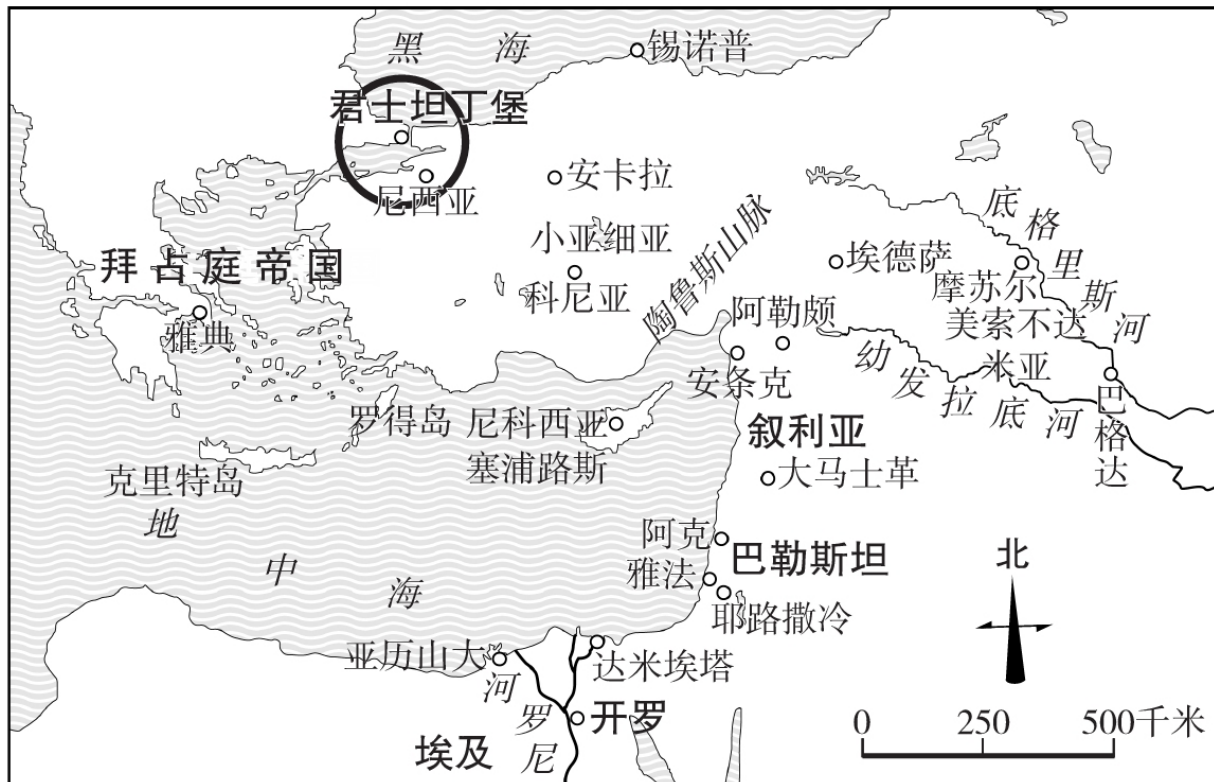 黑海
锡诺普
君士坦丁堡
安卡拉
尼西亚
小亚细亚
陶鲁斯山脉
底格里斯河
拜占庭帝国
埃德萨
科尼亚
摩苏尔
雅典
阿勒颇
美索不达
米亚
幼发拉底河
安条克
巴格达
罗得岛
尼科西亚
叙利亚
塞浦路斯
大马士革
克里特岛
地中海
阿克
巴勒斯坦
北
雅法
耶路撒冷
亚历山大
达米埃塔
河罗尼
开罗
埃及
0 250 500千米